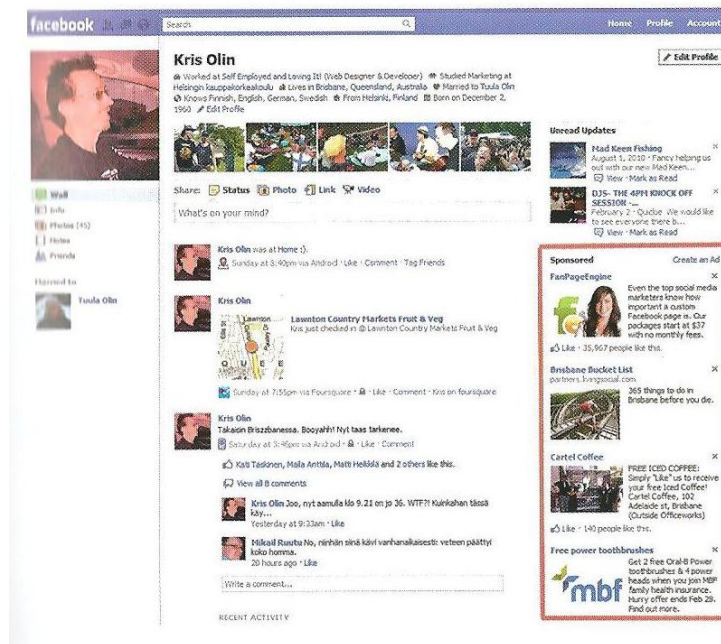 facebook
Search
Home Profile Account
Kris Olin
Edit Profile
Worked at Self Employed and Loving It! (Web Designer & Developer) Studied Marketing at
Helsingin kauppakorkeakoulu Lives in Brisbane, Queensland, Australia Married to Tuula Olin
Knows Finnish, English, German, Swedish From Helsinki, Finland Born on December 2,
1960 Edit Profile
Wall
Info
Photos (45)
Notes
Friends
Married to
Tuula Olin
Share: Status Photo Link Video
What's on your mind?
Kris Olin was at Home :).
Sunday at 3:40pm via Android · Like · Comment · Tag Friends
Kris Olin
Lawnton
Lawnton Country Markets Fruit & Veg
Kris just checked in @ Lawnton Country Markets Fruit & Veg
Sunday at 7:55pm via Foursquare · Like · Comment · Kris on foursquare
Kris Olin
Takaisin Briszzbanessa. Booyahh! Nyt taas tarkenee.
Saturday at 3:46pm via Android · Like · Comment
Kati Taskinen, Maila Anttila, Matti Heikkilä and 2 others like this.
View all 8 comments
Kris Olin Joo, nyt aamulla klo 9.21 on jo 36. WTF?! Kuinkahan tässä
käy...
Yesterday at 9:33am · Like
Mikail Ruutu No, niinhän siinä kävi vanhanaikaisesti: veteen päättyi
koko homma.
20 hours ago · Like
Write a comment...
RECENT ACTIVITY
Unread Updates
Mad Keen Fishing
August 1, 2010 · Fancy helping us
out with our new Mad Keen...
View · Mark as Read
DJS- THE 4PM KNOCK OFF
SESSION -...
February 2 · Quote We would like
to see everyone there b...
View · Mark as Read
Sponsored Create an Ad
FanPageEngine
Even the top social media
marketers know how
important a custom
Facebook page is. Our
packages start at $37
with no monthly fees.
Like · 35,967 people like this.
Brisbane Bucket List
partners.livingsocial.com
365 things to do in
Brisbane before you die.
Cartel Coffee
FREE ICED COFFEE:
Simply "Like" us to receive
your free Iced Coffee!
Cartel Coffee, 102
Adelaide st, Brisbane
(Outside Officeworks)
Like · 140 people like this.
Free power toothbrushes
mbf
Get 2 free Oral-B Power
toothbrushes & 4 power
heads when you join MBF
family health insurance.
Hurry offer ends Feb 28.
Find out more.